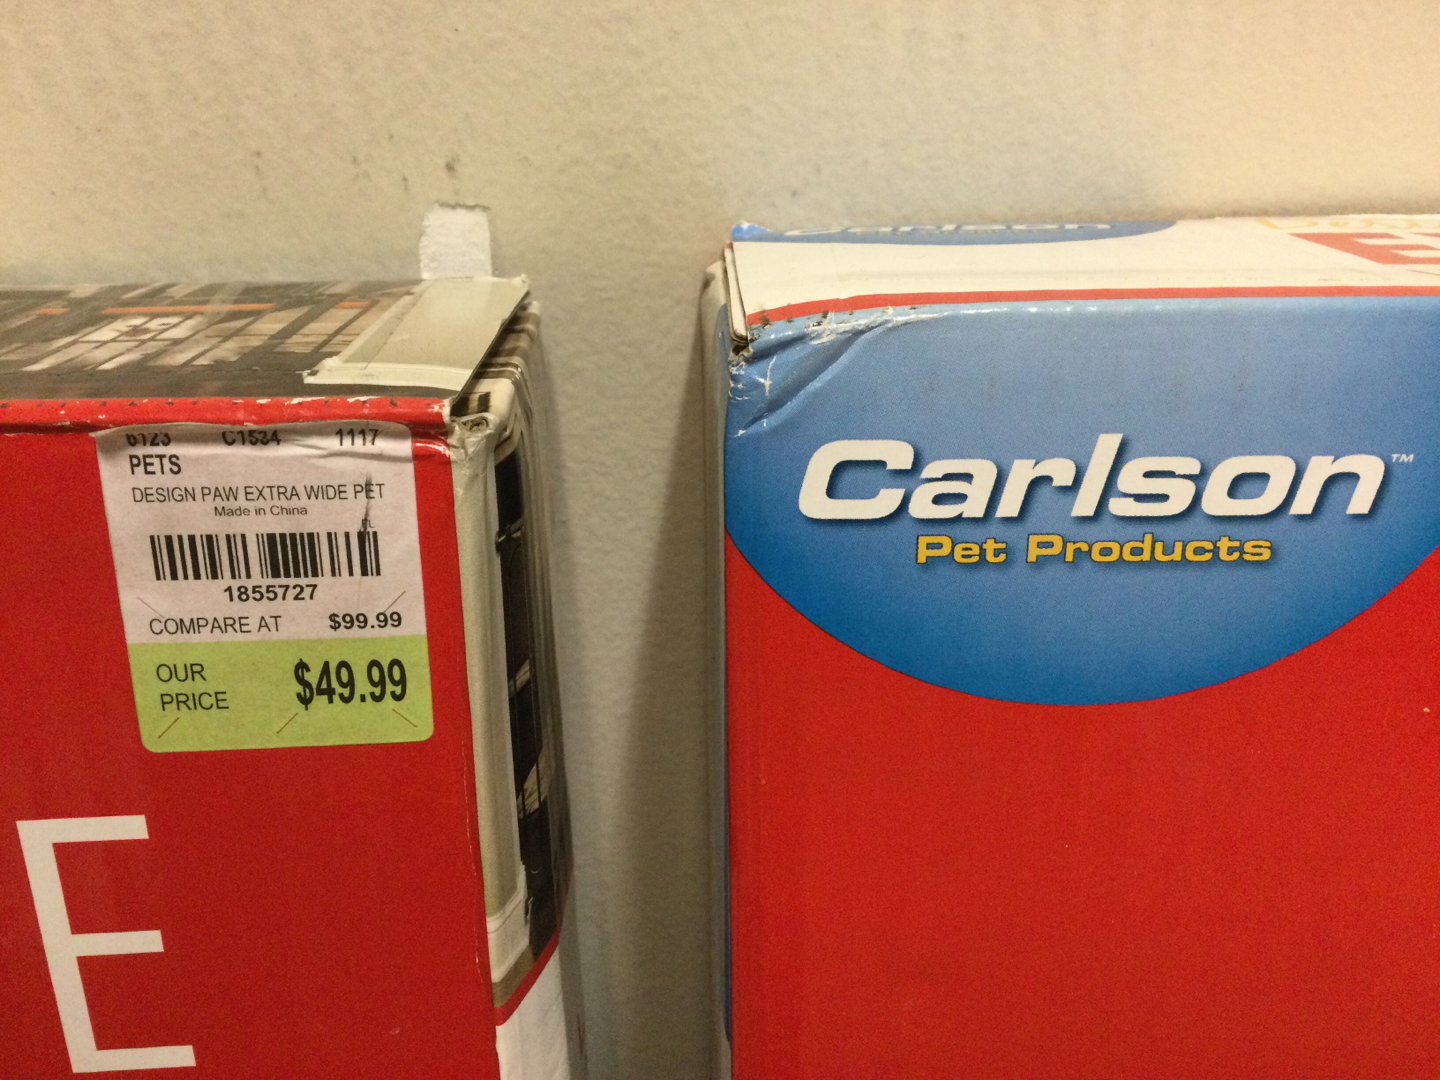 6123 C1534 1117
PETS
DESIGN PAW EXTRA WIDE PET
Made in China
1855727
COMPARE AT $99.99
OUR
PRICE $49.99
E
Carlson
E
Carlson™
Pet Products